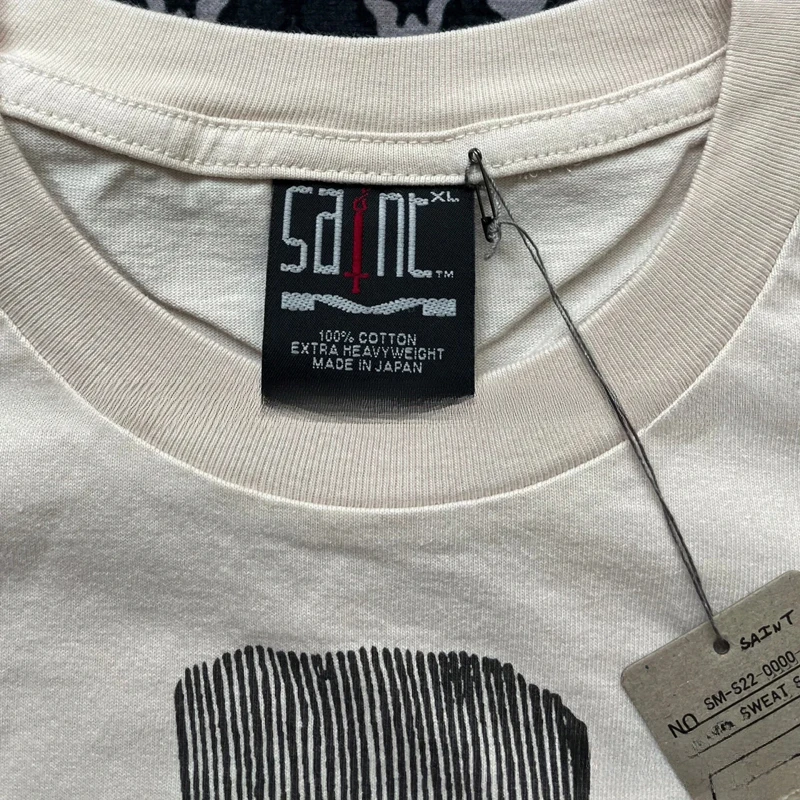 SAINT XL
TM
100% COTTON
EXTRA HEAVYWEIGHT
MADE IN JAPAN
SAINT
NO SM-S22-0000-
SWEAT S